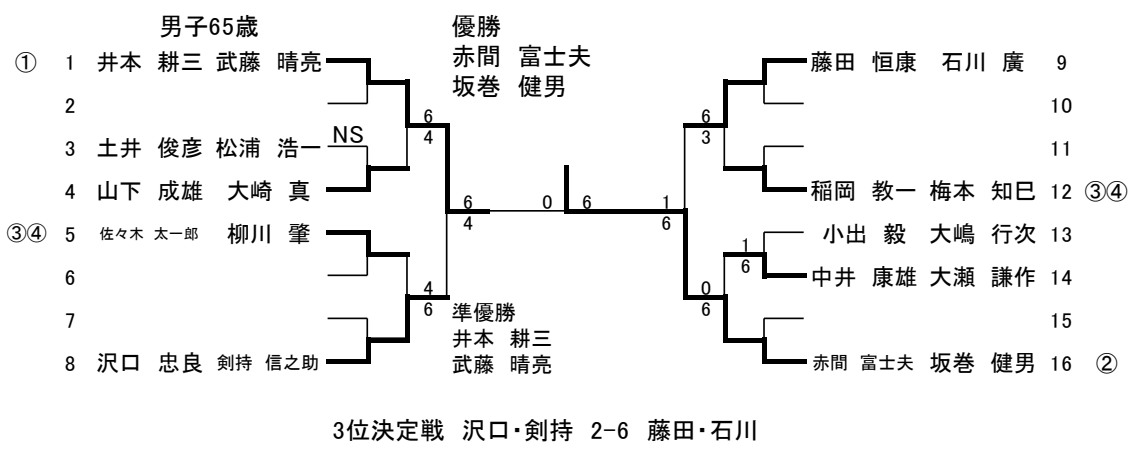 男子65歳
優勝
赤間 富士夫
坂巻 健男
① 1 井本 耕三 武藤 晴亮
2
3 土井 俊彦 松浦 浩一 NS
4 山下 成雄 大崎 真
③④ 5 佐々木 太一郎 柳川 肇
6
7
8 沢口 忠良 剣持 信之助
6
4
6
4
4
6
0 6
準優勝
井本 耕三
武藤 晴亮
藤田 恒康 石川 廣 9
10
11
稲岡 教一 梅本 知巳 12 ③④
小出 毅 大嶋 行次 13
中井 康雄 大瀬 謙作 14
15
赤間 富士夫 坂巻 健男 16 ②
6
3
1
6
1
6
0
6
3位決定戦 沢口・剣持 2-6 藤田・石川